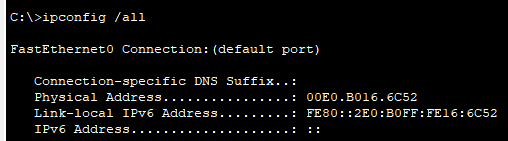 C:\>ipconfig /all
FastEthernet0 Connection:(default port)
Connection-specific DNS Suffix..:
Physical Address................: 00E0.B016.6C52
Link-local IPv6 Address.........: FE80::2E0:B0FF:FE16:6C52
IPv6 Address....................: ::